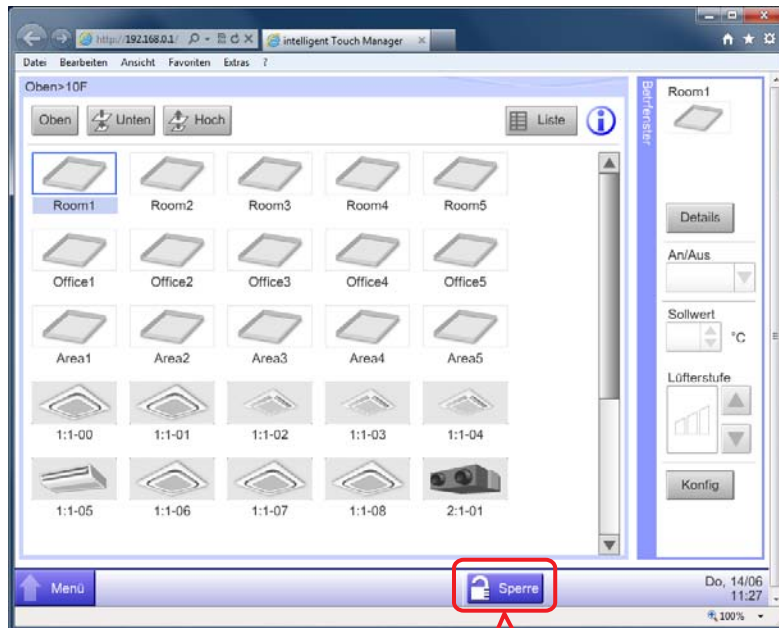 http://192.168.0.1/
intelligent Touch Manager
Datei Bearbeiten Ansicht Favoriten Extras ?
Oben>10F
Oben Unten Hoch Liste
Room1 Room2 Room3 Room4 Room5
Office1 Office2 Office3 Office4 Office5
Area1 Area2 Area3 Area4 Area5
1:1-00 1:1-01 1:1-02 1:1-03 1:1-04
1:1-05 1:1-06 1:1-07 1:1-08 2:1-01
Betrfenster
Room1
Details
An/Aus
Sollwert
°C
Lüfterstufe
Konfig
Menü
Sperre
Do, 14/06
11:27
100%